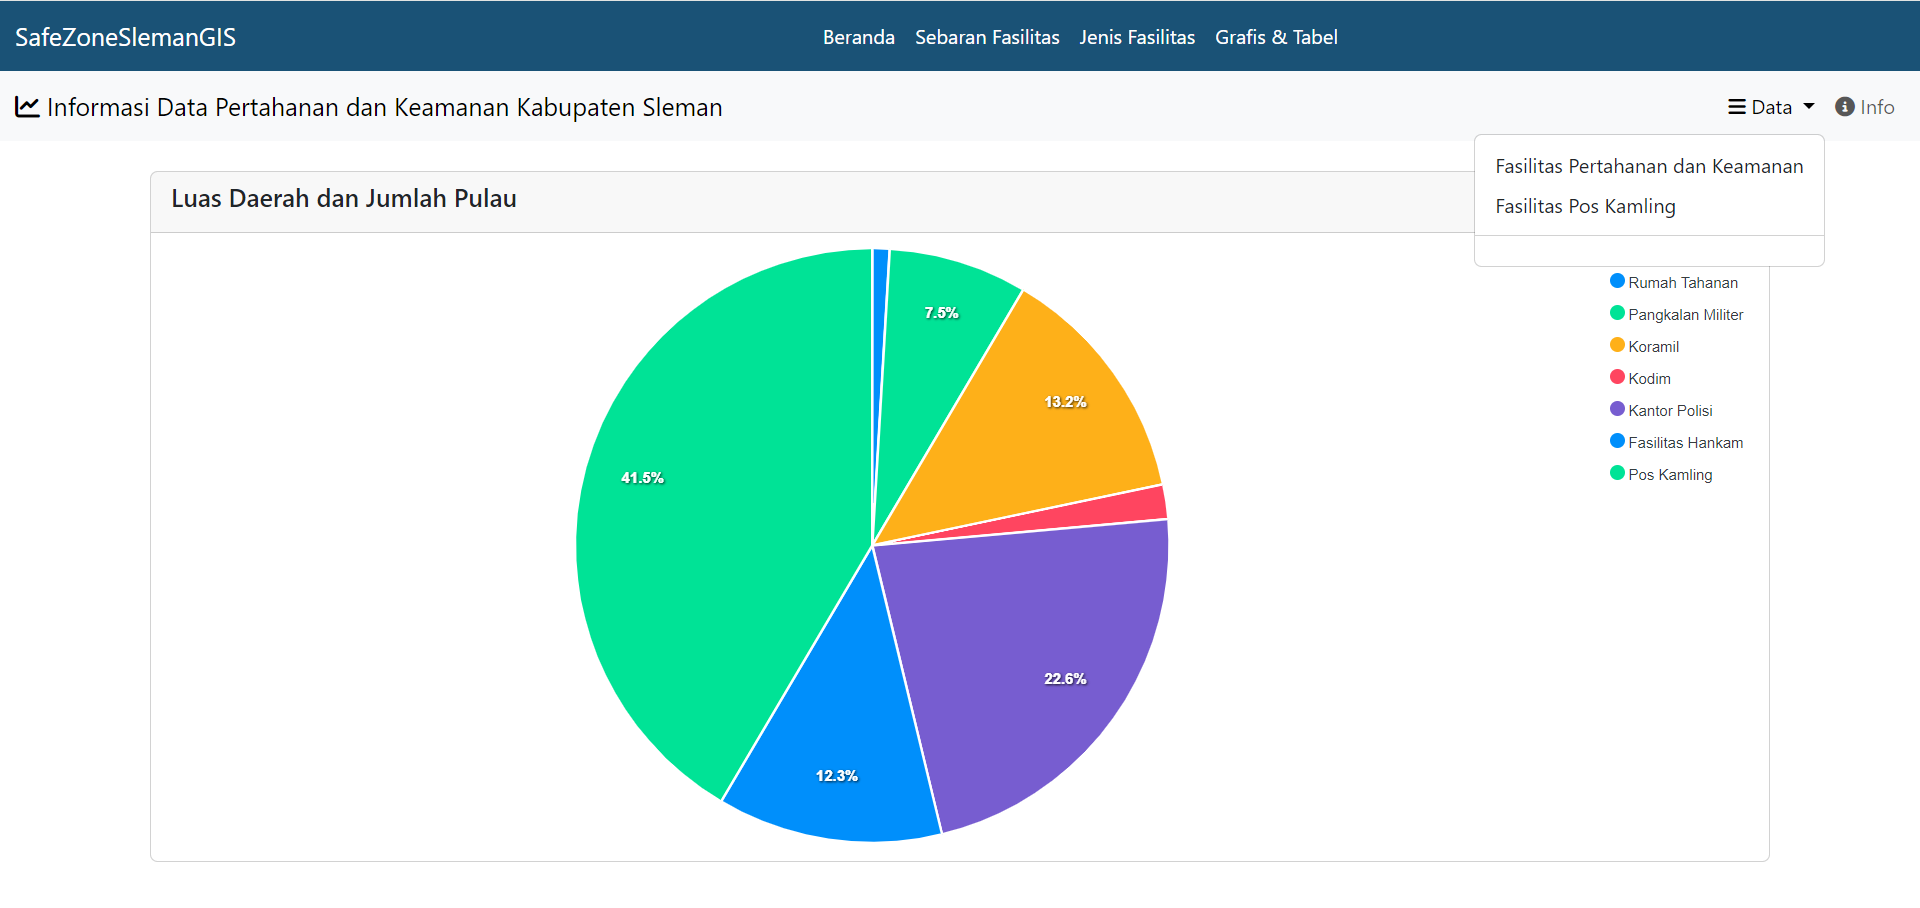 SafeZoneSlemanGIS
Beranda Sebaran Fasilitas Jenis Fasilitas Grafis & Tabel
Informasi Data Pertahanan dan Keamanan Kabupaten Sleman
Data Info
Fasilitas Pertahanan dan Keamanan
Fasilitas Pos Kamling
Luas Daerah dan Jumlah Pulau
7.5%
13.2%
41.5%
22.6%
12.3%
Rumah Tahanan
Pangkalan Militer
Koramil
Kodim
Kantor Polisi
Fasilitas Hankam
Pos Kamling